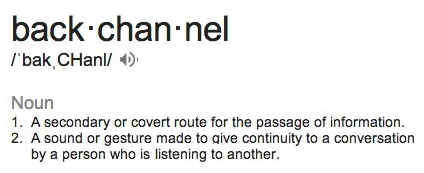 back·chan·nel
/ˈbakˌCHanl/
Noun
1. A secondary or covert route for the passage of information.
2. A sound or gesture made to give continuity to a conversation
by a person who is listening to another.